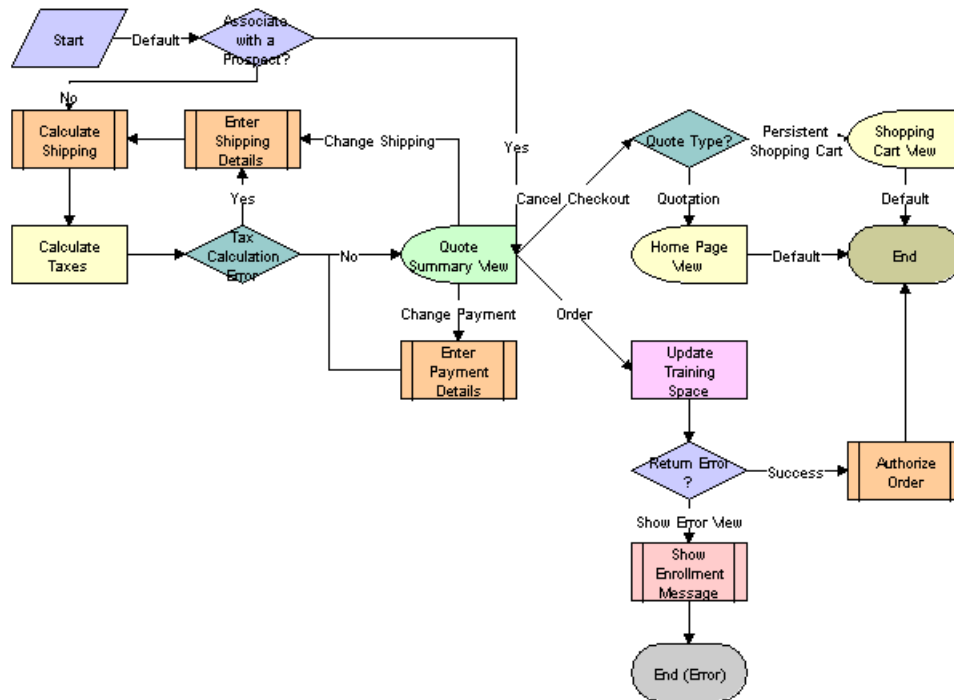 Associate
with a
Prospect?
Start
Default
No
Yes
Calculate
Shipping
Enter
Shipping
Details
Change Shipping
Quote Type?
Persistent
Shopping Cart
Shopping
Cart View
Yes
Cancel Checkout
Quotation
Default
Calculate
Taxes
Tax
Calculation
Error
No
Quote
Summary View
Home Page
View
Default
End
Change Payment
Order
Enter
Payment
Details
Update
Training
Space
Return Error
?
Success
Authorize
Order
Show Error View
Show
Enrollment
Message
End (Error)